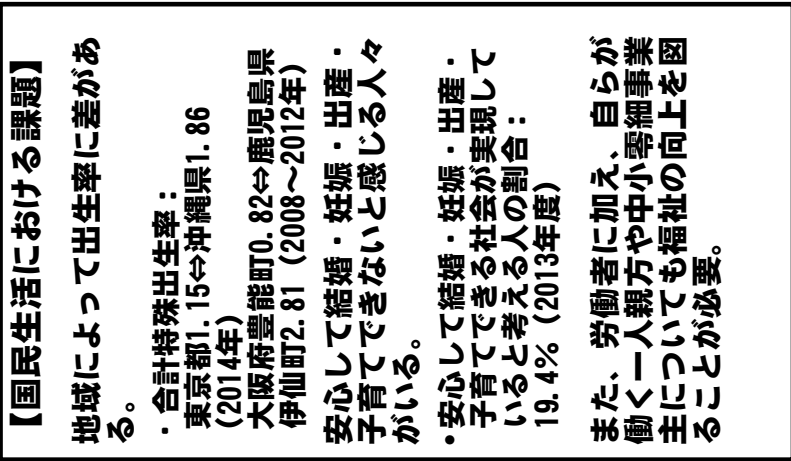 【国民生活における課題】
地域によって出生率に差があ
る。
・合計特殊出生率：
東京都1.15⇔沖縄県1.86
(2014年)
大阪府豊能町0.82⇔鹿児島県
伊仙町2.81 (2008～2012年)
安心して結婚・妊娠・出産・
子育てできないと感じる人々
がいる。
・安心して結婚・妊娠・出産・
子育てできる社会が実現して
いると考える人の割合：
19.4％（2013年度)
また、労働者に加え、自らが
働く一人親方や中小零細事業
主についても福祉の向上を図
ることが必要。